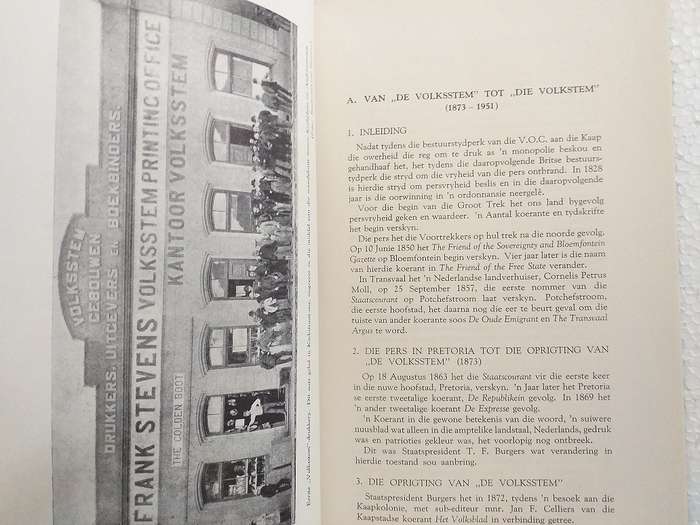 VOLKSSTEM
GEBOUWEN.
DRUKKERS, UITGEVERS EN BOEKBINDERS.
FRANK STEVENS VOLKSSTEM PRINTING OFFICE
THE GOLDEN BOOT
KANTOOR VOLKSSTEM
A. VAN „DE VOLKSSTEM” TOT „DIE VOLKSTEM”
(1873 – 1951)
1. INLEIDING
Nadat tydens die bestuurstydperk van die V.O.C. aan die Kaap
die overheid die reg om te druk as 'n monopolie beskou en
gehandhaaf het, het tydens die daaropvolgende Britse bestuurs-
tydperk die stryd om die vryheid van die pers ontbrand. In 1828
is hierdie stryd om persvryheid beslis en in die daaropvolgende
jaar is die oorwinning in 'n ordonnansie neergelê.
Voor die begin van die Groot Trek het ons land bygevolg
persvryheid geken en waardeer. 'n Aantal koerante en tydskrifte
het begin verskyn.
Die pers het die Voortrekkers op hul trek na die noorde gevolg.
Op 10 Junie 1850 het The Friend of the Sovereignty and Bloemfontein
Gazette op Bloemfontein begin verskyn. Vier jaar later is die naam
van hierdie koerant in The Friend of the Free State verander.
In Transvaal het 'n Nederlandse landverhuiser, Cornelis Petrus
Moll, op 25 September 1857, die eerste nommer van die
Staatscourant op Potchefstroom laat verskyn. Potchefstroom,
die eerste hoofstad, het daarna nog die eer te beurt geval om die
tuiste van ander koerante soos De Oude Emigrant en The Transvaal
Argus te word.
2. DIE PERS IN PRETORIA TOT DIE OPRIGTING VAN
„DE VOLKSSTEM” (1873)
Op 18 Augustus 1863 het die Staatscourant vir die eerste keer
in die nuwe hoofstad, Pretoria, verskyn. 'n Jaar later het Pretoria
se eerste tweetalige koerant, De Republikein gevolg. In 1869 het
'n ander tweetalige koerant De Expresse gevolg.
'n Koerant in die gewone betekenis van die woord, 'n suiwere
nuusblad wat alleen in die amptelike landstaal, Nederlands, gedruk
was en patrioties gekleur was, het voorlopig nog ontbreek.
Dit was Staatspresident T. F. Burgers wat verandering in
hierdie toestand sou aanbring.
3. DIE OPRIGTING VAN „DE VOLKSSTEM”
Staatspresident Burgers het in 1872, tydens 'n besoek aan die
Kaapkolonie, met sub-editeur mnr. Jan F. Celliers van die
Kaapstadse koerant Het Volksblad in verbinding getree.